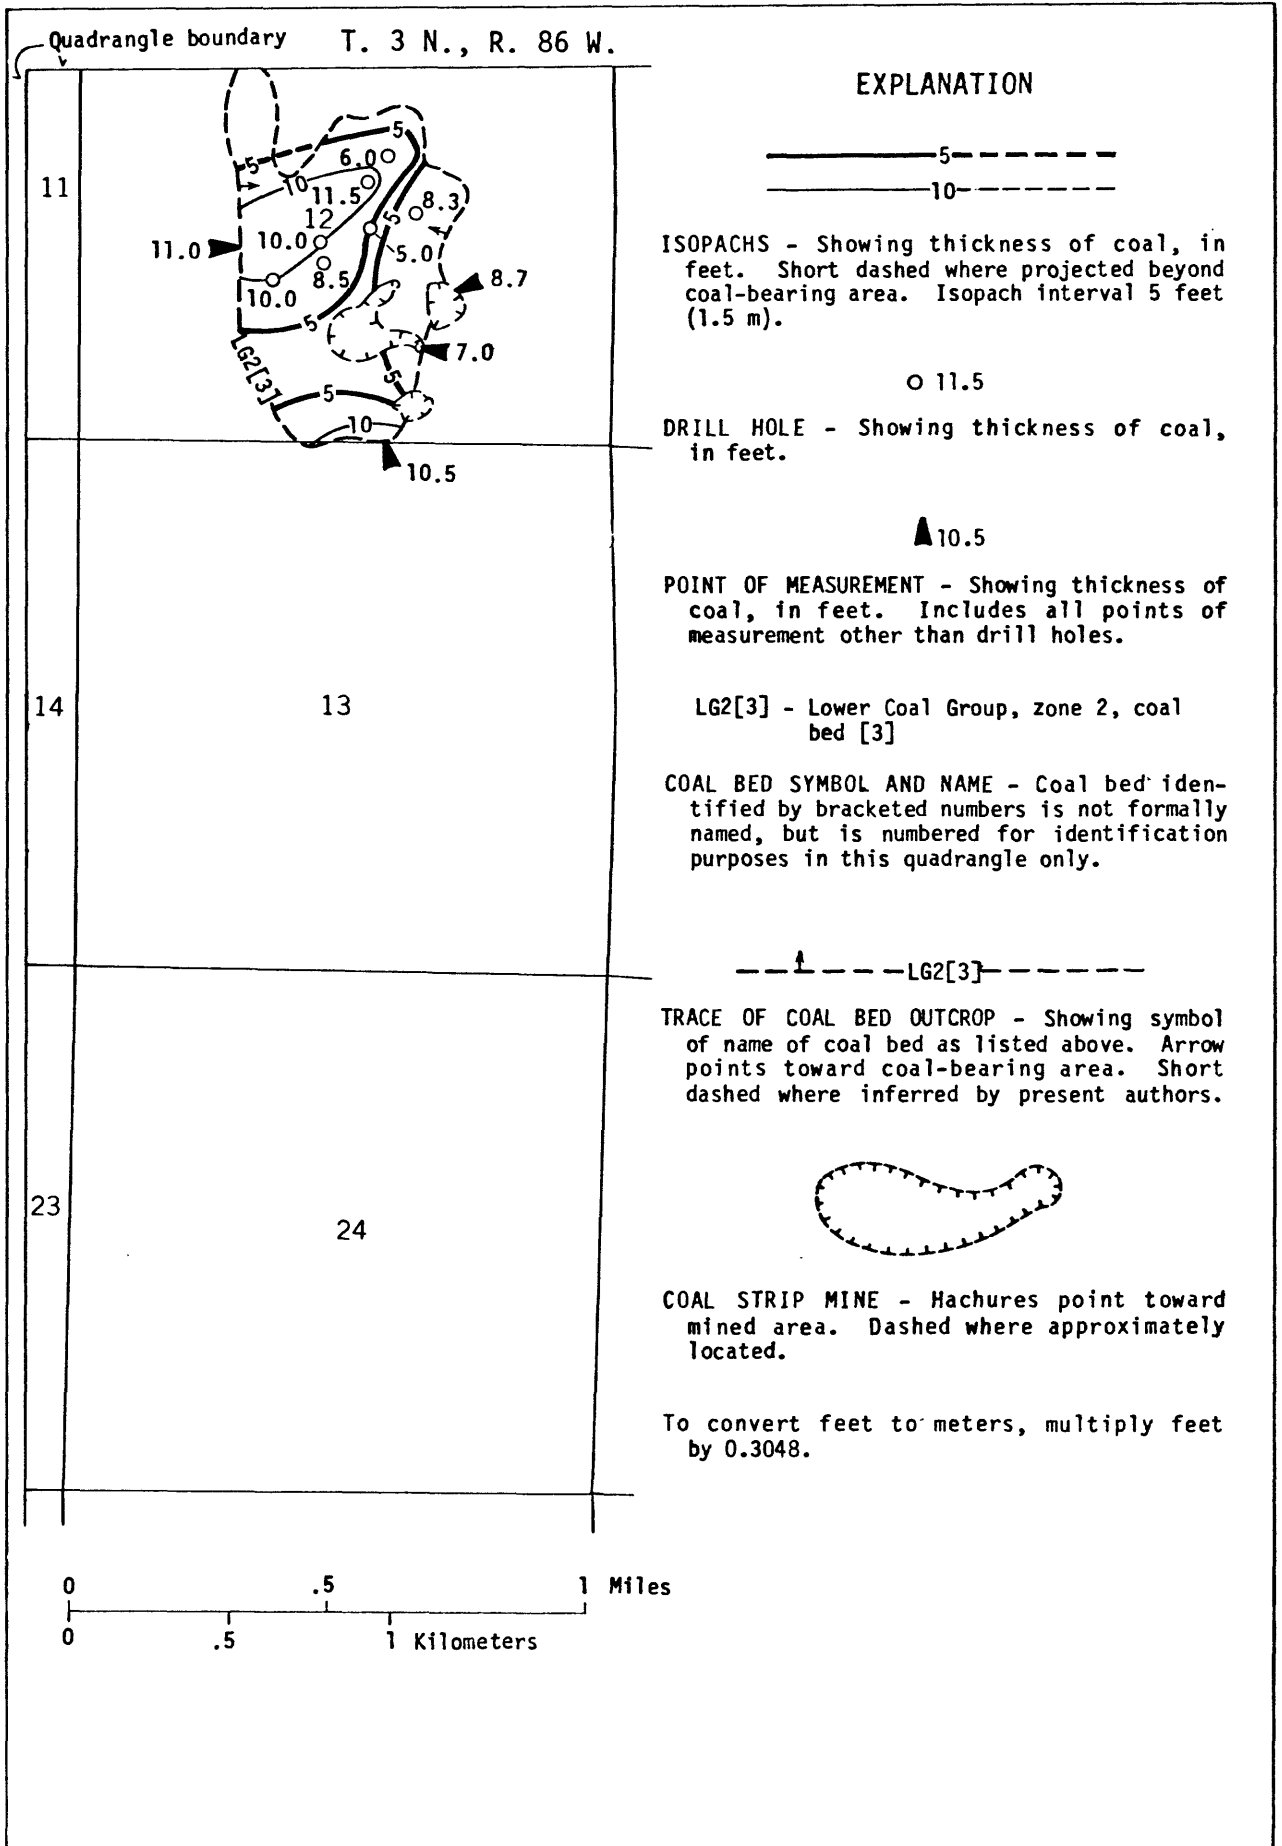 Quadrangle boundary T. 3 N., R. 86 W.
5
5
6.0
11
10
11.5
8.3
12
5
11.0
10.0
5.0
8.5
8.7
10.0
5
7.0
LG2[3]
5
5
10
10.5
14
13
23
24
0 .5 1 Miles
0 .5 1 Kilometers
EXPLANATION
5
10
ISOPACHS - Showing thickness of coal, in
feet. Short dashed where projected beyond
coal-bearing area. Isopach interval 5 feet
(1.5 m).
11.5
DRILL HOLE - Showing thickness of coal,
in feet.
10.5
POINT OF MEASUREMENT - Showing thickness of
coal, in feet. Includes all points of
measurement other than drill holes.
LG2[3] - Lower Coal Group, zone 2, coal
bed [3]
COAL BED SYMBOL AND NAME - Coal bed iden-
tified by bracketed numbers is not formally
named, but is numbered for identification
purposes in this quadrangle only.
LG2[3]
TRACE OF COAL BED OUTCROP - Showing symbol
of name of coal bed as listed above. Arrow
points toward coal-bearing area. Short
dashed where inferred by present authors.
COAL STRIP MINE - Hachures point toward
mined area. Dashed where approximately
located.
To convert feet to meters, multiply feet
by 0.3048.